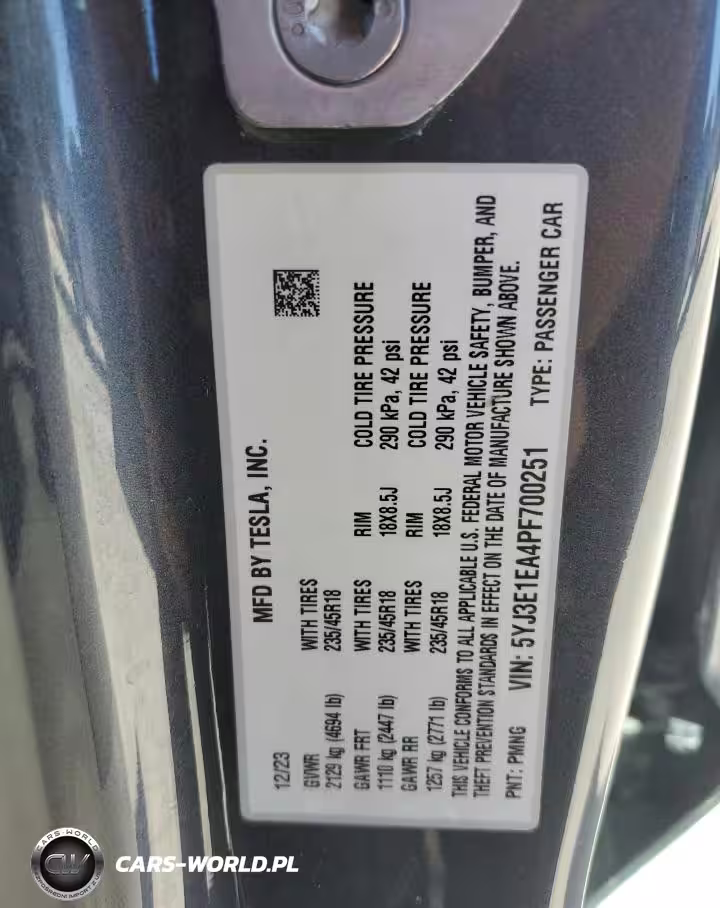 MFD BY TESLA, INC.
12/23
GVWR WITH TIRES
2129 kg (4694 lb) 235/45R18
GAWR FRT WITH TIRES RIM COLD TIRE PRESSURE
1110 kg (2447 lb) 235/45R18 18X8.5J 290 kPa, 42 psi
GAWR RR WITH TIRES RIM COLD TIRE PRESSURE
1257 kg (2771 lb) 235/45R18 18X8.5J 290 kPa, 42 psi
THIS VEHICLE CONFORMS TO ALL APPLICABLE U.S. FEDERAL MOTOR VEHICLE SAFETY, BUMPER, AND
THEFT PREVENTION STANDARDS IN EFFECT ON THE DATE OF MANUFACTURE SHOWN ABOVE.
PNT: PMNG VIN: 5YJ3E1EA4PF700251 TYPE: PASSENGER CAR
CARS-WORLD
CW
CARS-WORLD.PL